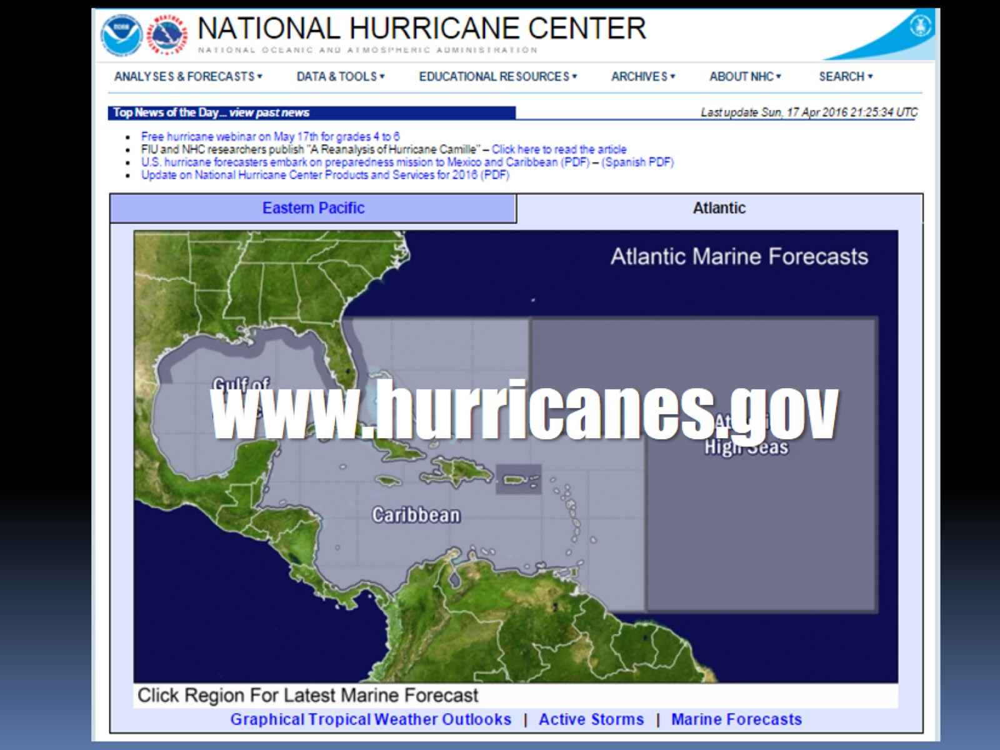 NATIONAL HURRICANE CENTER
NATIONAL OCEANIC AND ATMOSPHERIC ADMINISTRATION
ANALYSES & FORECASTS▾ DATA & TOOLS▾ EDUCATIONAL RESOURCES▾ ARCHIVES▾ ABOUT NHC▾ SEARCH▾
Top News of the Day... view past news Last update Sun, 17 Apr 2016 21:25:34 UTC
• Free hurricane webinar on May 17th for grades 4 to 6
• FIU and NHC researchers publish "A Reanalysis of Hurricane Camille" – Click here to read the article
• U.S. hurricane forecasters embark on preparedness mission to Mexico and Caribbean (PDF) – (Spanish PDF)
• Update on National Hurricane Center Products and Services for 2016 (PDF)
Eastern Pacific Atlantic
Atlantic Marine Forecasts
Gulf of
www.hurricanes.gov
High Seas
Caribbean
Click Region For Latest Marine Forecast
Graphical Tropical Weather Outlooks | Active Storms | Marine Forecasts